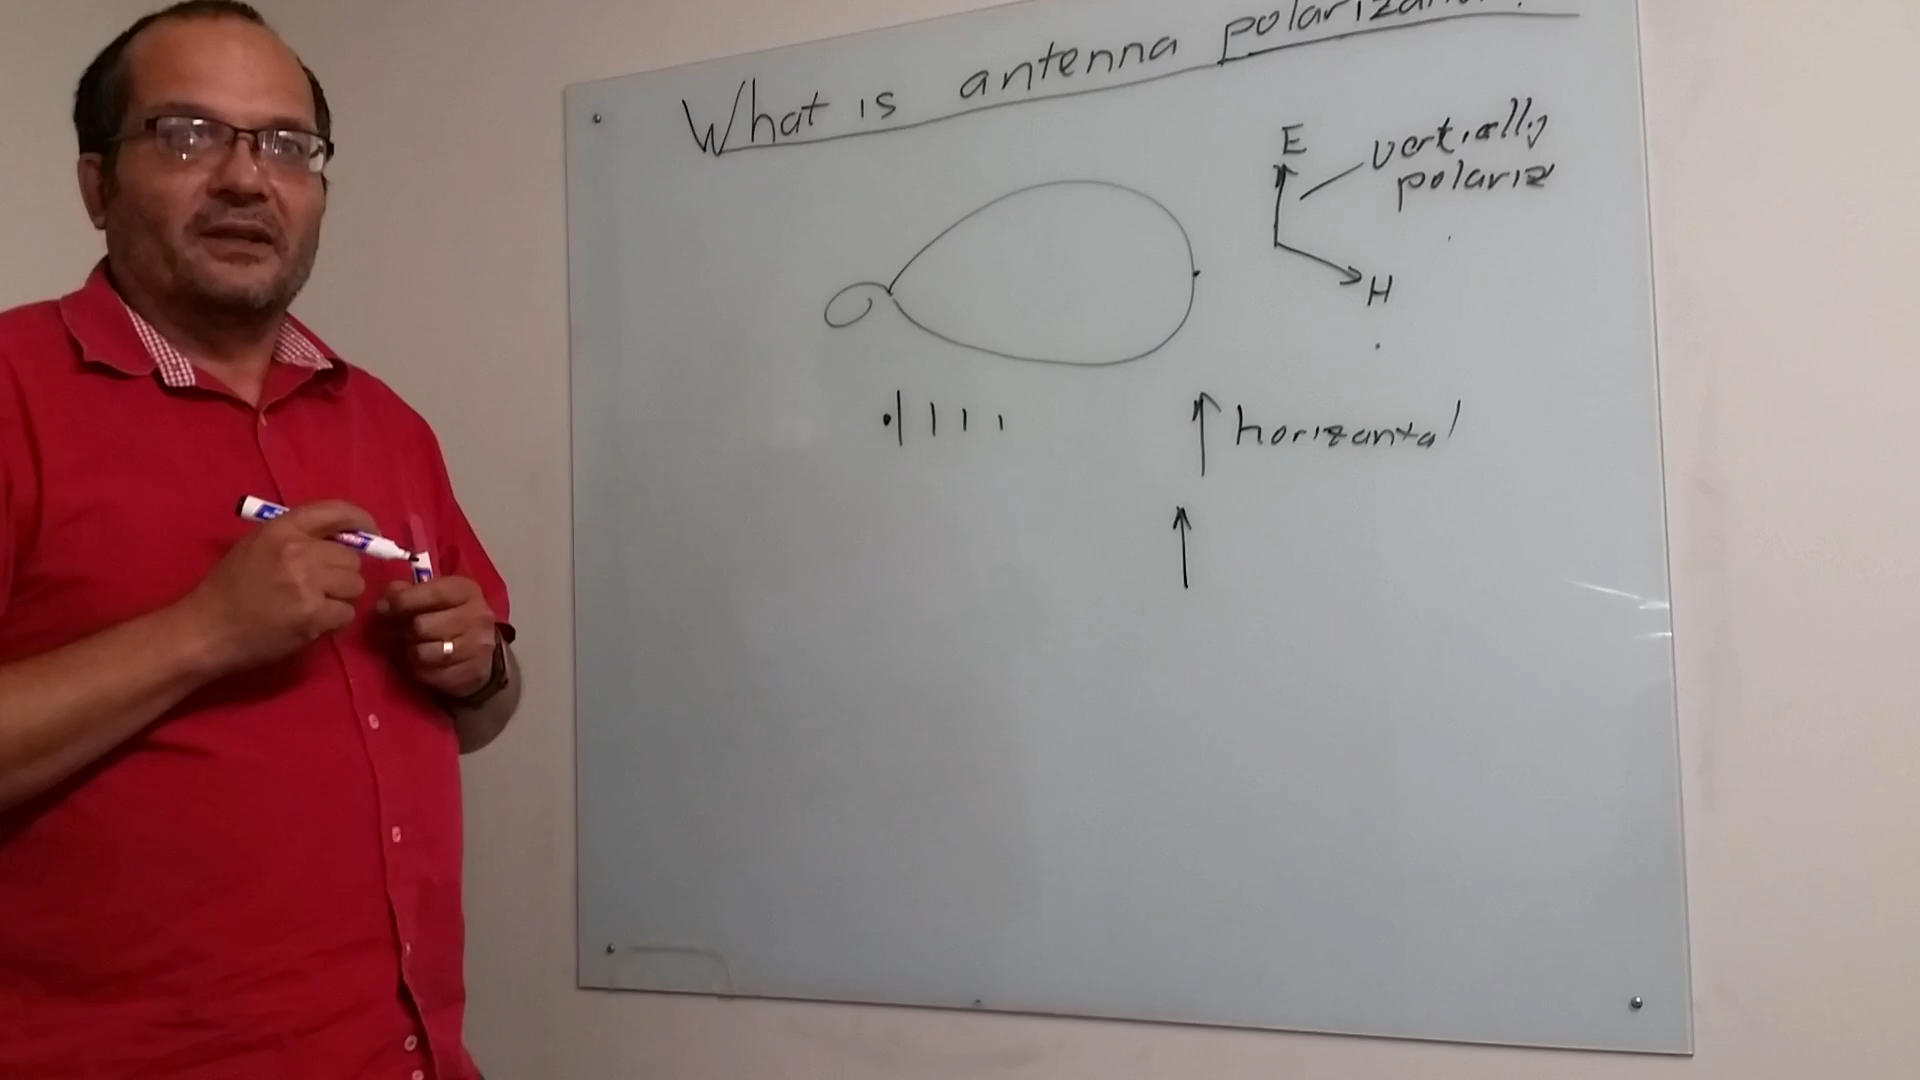 What is antenna polarization?
E
vertically
polariz
H
horizantal